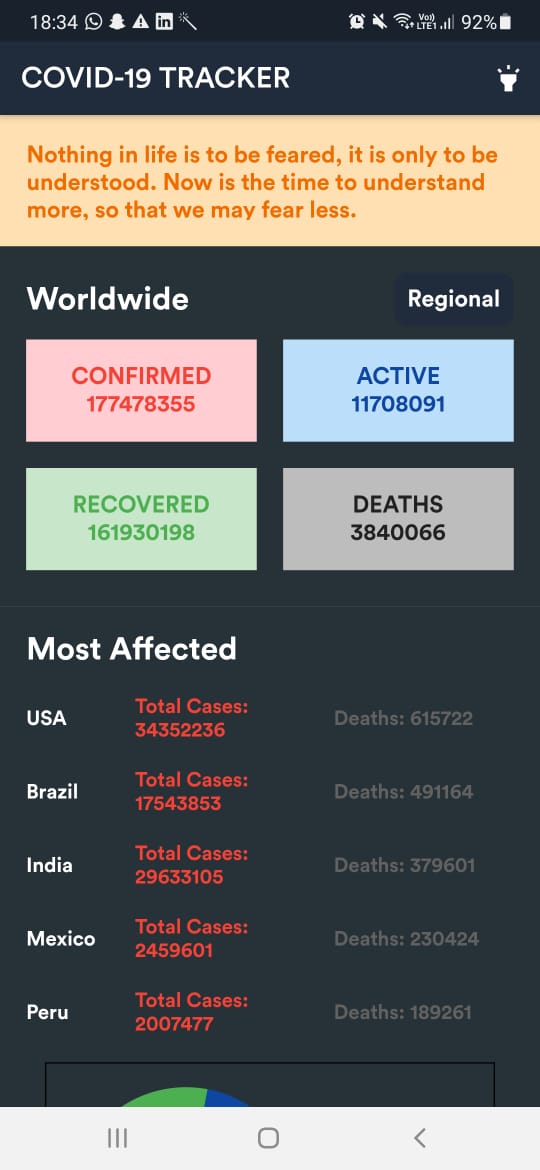 18:34 92%
Vo))
LTE1
COVID-19 TRACKER
Nothing in life is to be feared, it is only to be
understood. Now is the time to understand
more, so that we may fear less.
Worldwide Regional
CONFIRMED
177478355
ACTIVE
11708091
RECOVERED
161930198
DEATHS
3840066
Most Affected
USA
Total Cases:
34352236
Deaths: 615722
Brazil
Total Cases:
17543853
Deaths: 491164
India
Total Cases:
29633105
Deaths: 379601
Mexico
Total Cases:
2459601
Deaths: 230424
Peru
Total Cases:
2007477
Deaths: 189261